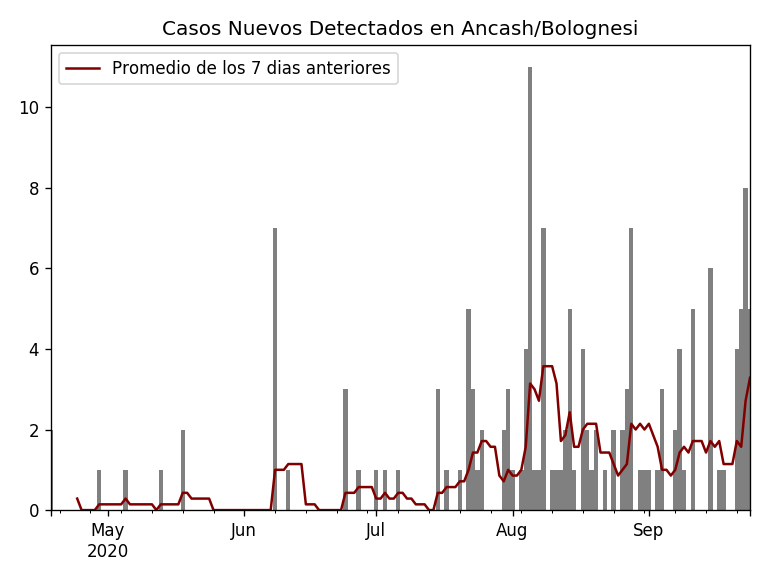 Casos Nuevos Detectados en Ancash/Bolognesi
Promedio de los 7 dias anteriores
10
8
6
4
2
0
May Jun Jul Aug Sep
2020